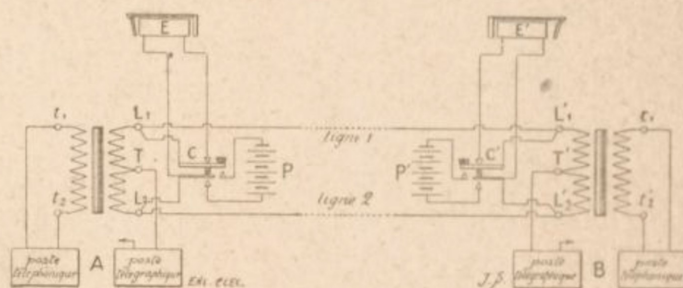 E E'
t₁ L₁ ligne 1 L'₁ t₁
C C'
T P P' T'
t₂ L₂ ligne 2 L'₂ t'₂
poste téléphonique A poste télégraphique poste télégraphique B poste téléphonique
J.S.